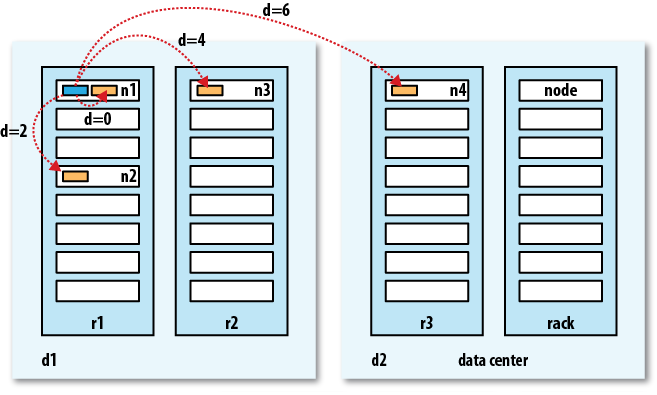 d=6
d=4
n1 n3 n4 node
d=0
d=2
n2
r1 r2 r3 rack
d1 d2 data center